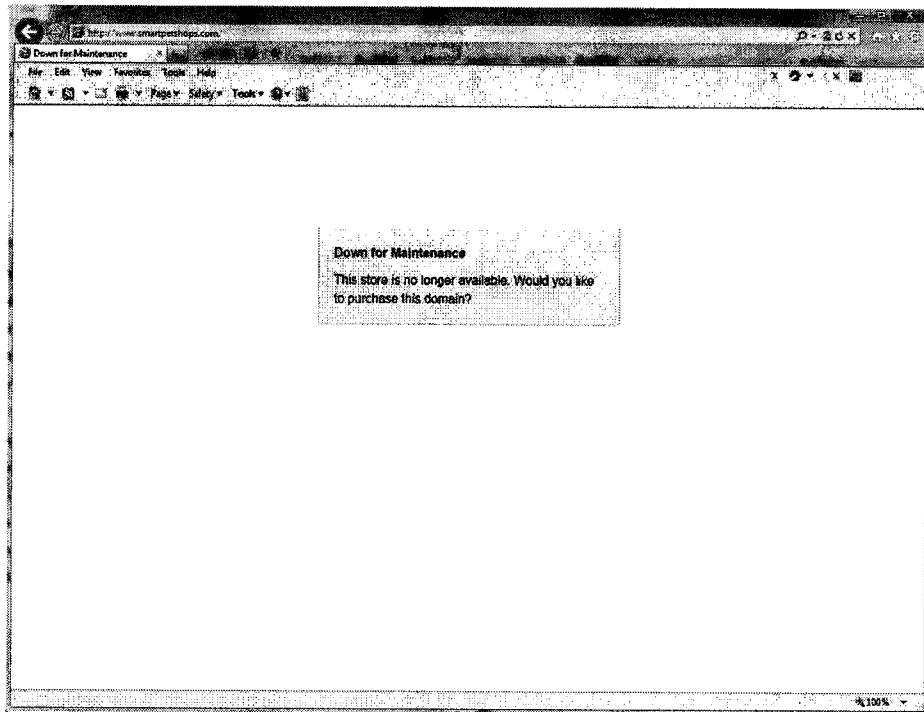 http://www.smartpetshops.com
Down for Maintenance
File Edit View Favorites Tools Help
Page Safety Tools
Down for Maintenance
This store is no longer available. Would you like
to purchase this domain?
100%